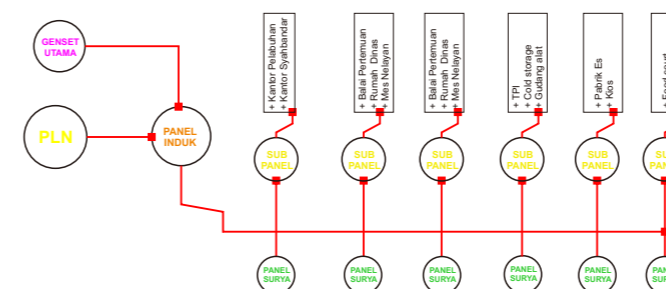 GENSET
UTAMA
PLN
PANEL
INDUK
+ Kantor Pelabuhan
+ Kantor Syahbandar
+ Balai Pertemuan
+ Rumah Dinas
+ Mes Nelayan
+ Balai Pertemuan
+ Rumah Dinas
+ Mes Nelayan
+ TPI
+ Cold storage
+ Gudang alat
+ Pabrik Es
+ Kios
SUB
PANEL
SUB
PANEL
SUB
PANEL
SUB
PANEL
SUB
PANEL
SUB
PANEL
SURYA
PANEL
SURYA
PANEL
SURYA
PANEL
SURYA
PANEL
SURYA